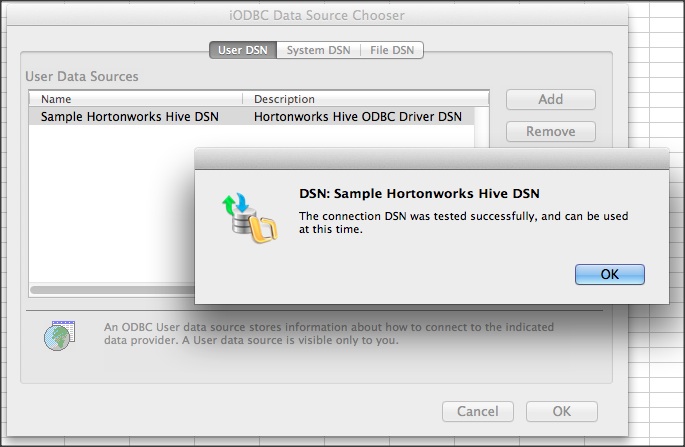 iODBC Data Source Chooser
User DSN System DSN File DSN
User Data Sources
Name Description
Sample Hortonworks Hive DSN Hortonworks Hive ODBC Driver DSN
Add
Remove
DSN: Sample Hortonworks Hive DSN
The connection DSN was tested successfully, and can be used
at this time.
OK
An ODBC User data source stores information about how to connect to the indicated
data provider. A User data source is visible only to you.
Cancel OK